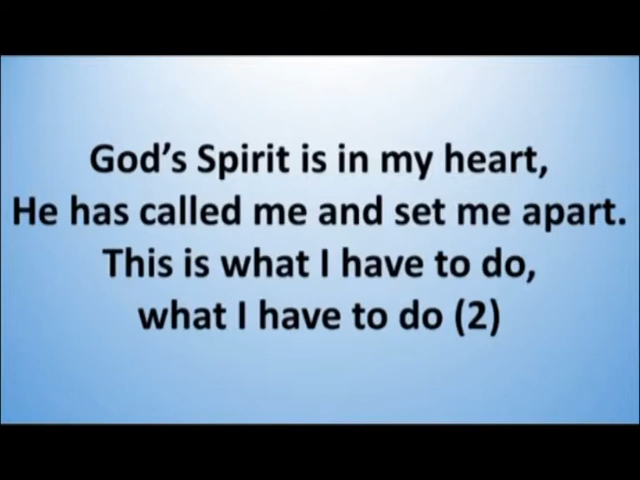 God’s Spirit is in my heart,
He has called me and set me apart.
This is what I have to do,
what I have to do (2)